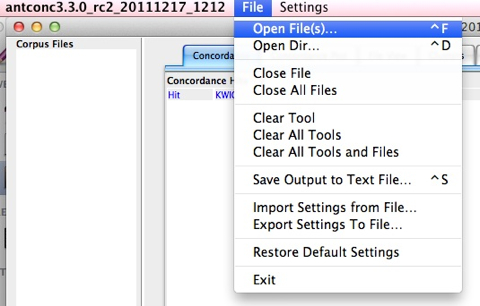 antconc3.3.0_rc2_20111217_1212 File Settings
Corpus Files
Open File(s)... ^F
Open Dir... ^D
Close File
Close All Files
Clear Tool
Clear All Tools
Clear All Tools and Files
Save Output to Text File... ^S
Import Settings from File...
Export Settings To File...
Restore Default Settings
Exit
Concordance H
Hit KWIC